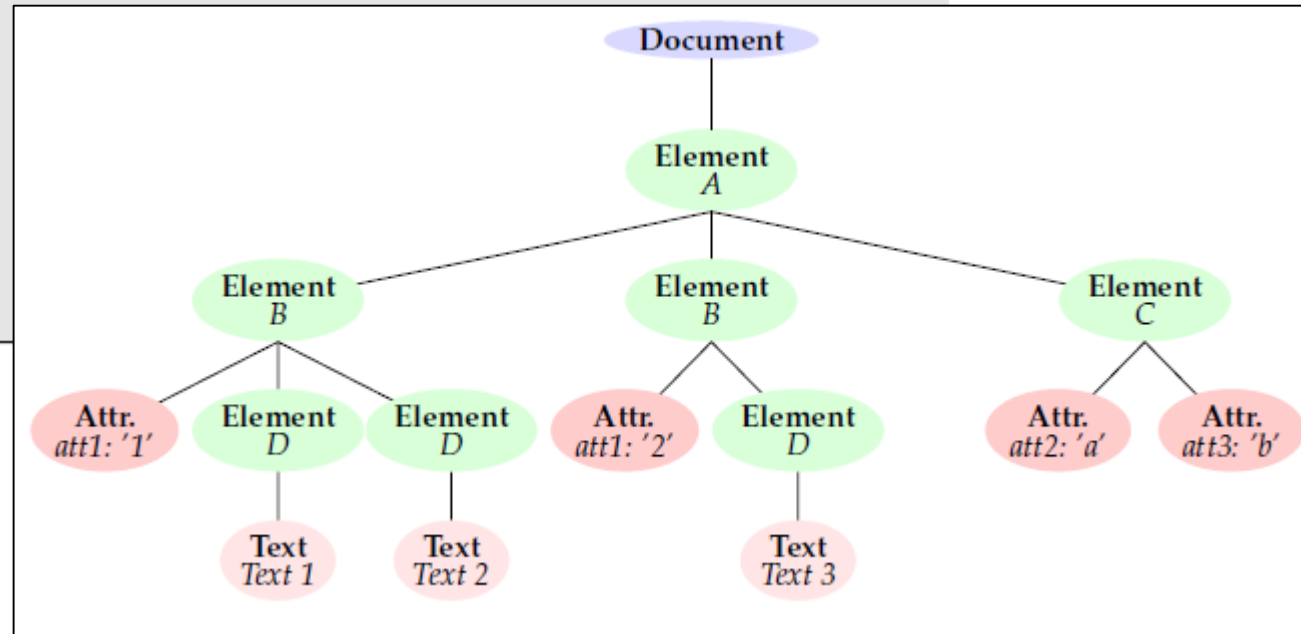 Document
Element
A
Element
B
Element
B
Element
C
Attr.
att1: '1'
Element
D
Element
D
Attr.
att1: '2'
Element
D
Attr.
att2: 'a'
Attr.
att3: 'b'
Text
Text 1
Text
Text 2
Text
Text 3